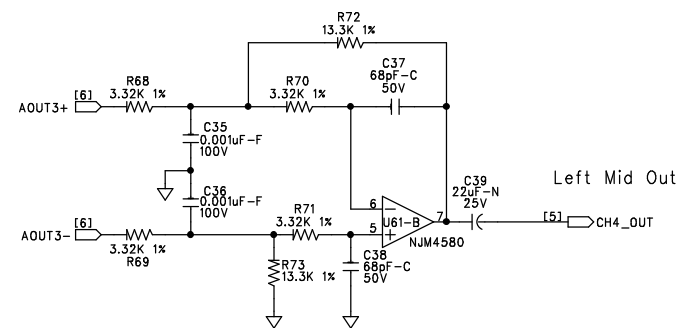 R72
13.3K 1%
C37
68pF-C
50V
R68
3.32K 1%
R70
3.32K 1%
[6]
AOUT3+
C35
0.001uF-F
100V
C36
0.001uF-F
100V
C39
22uF-N
25V
Left Mid Out
6
U61-B
7
5
NJM4580
[5]
CH4_OUT
[6]
AOUT3-
R71
3.32K 1%
3.32K 1%
R69
R73
13.3K 1%
C38
68pF-C
50V